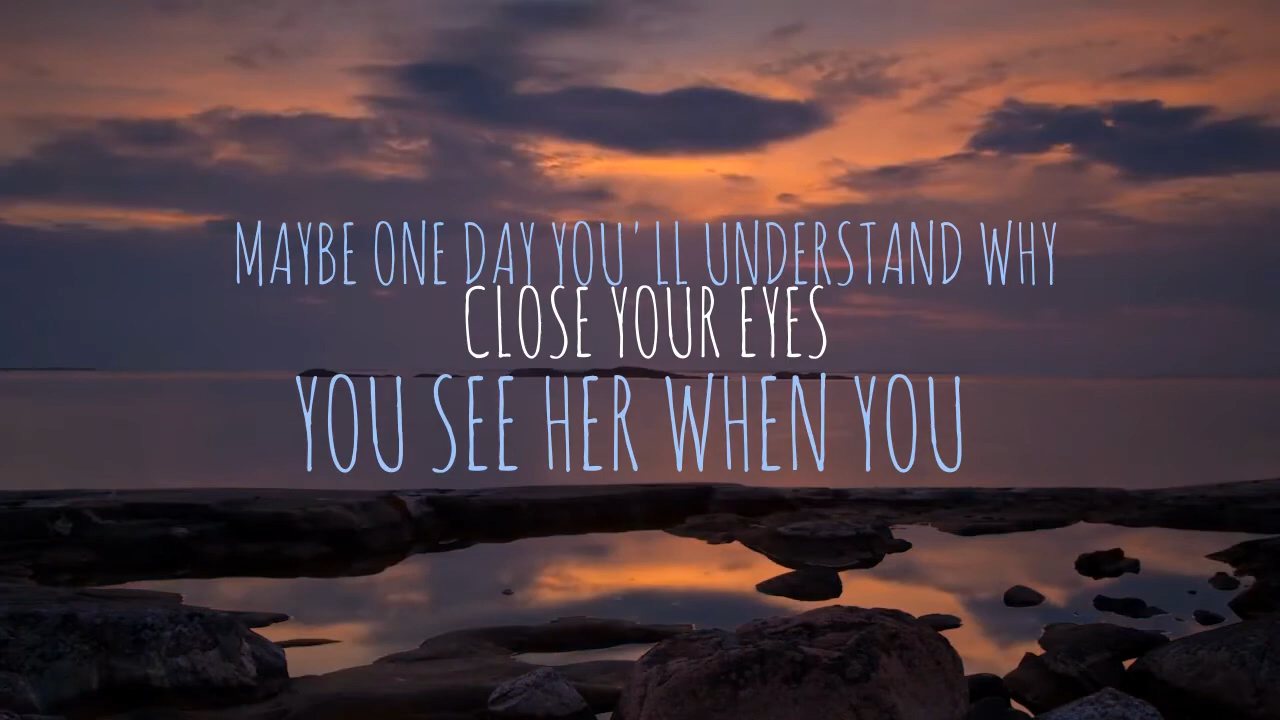 MAYBE ONE DAY YOU'LL UNDERSTAND WHY
CLOSE YOUR EYES
YOU SEE HER WHEN YOU